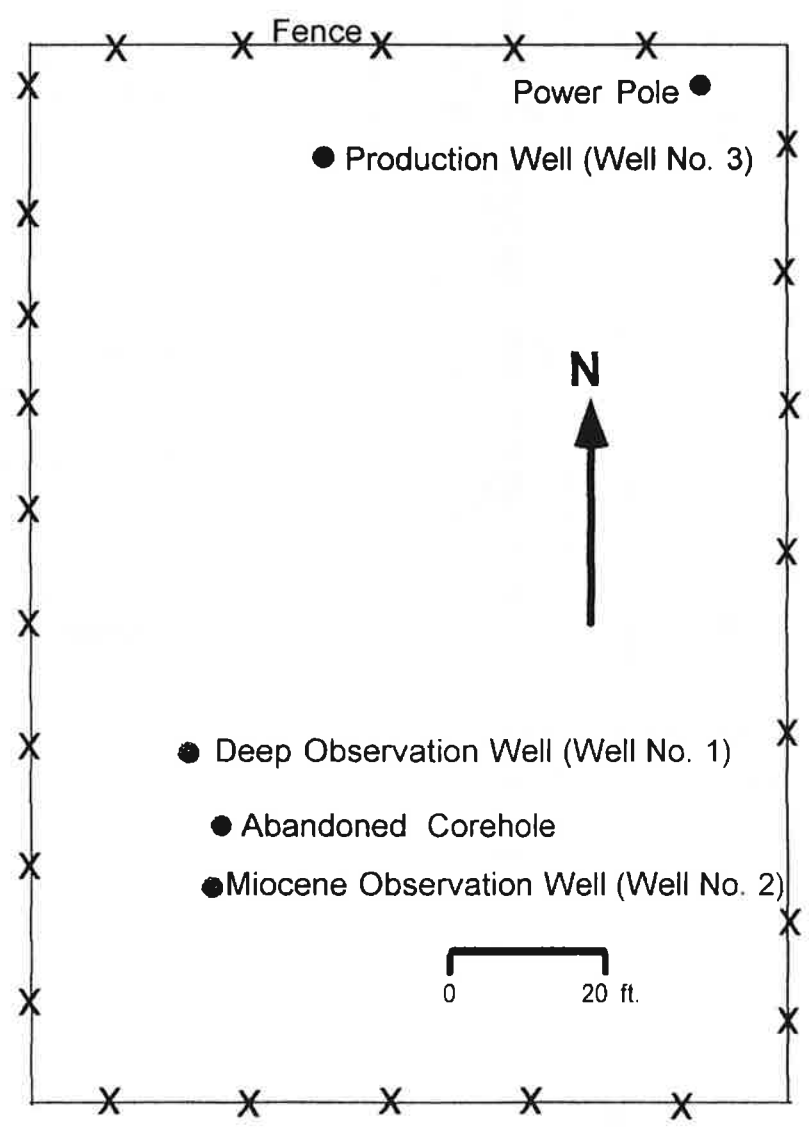 Fence
Power Pole
Production Well (Well No. 3)
N
Deep Observation Well (Well No. 1)
Abandoned Corehole
Miocene Observation Well (Well No. 2)
0 20 ft.